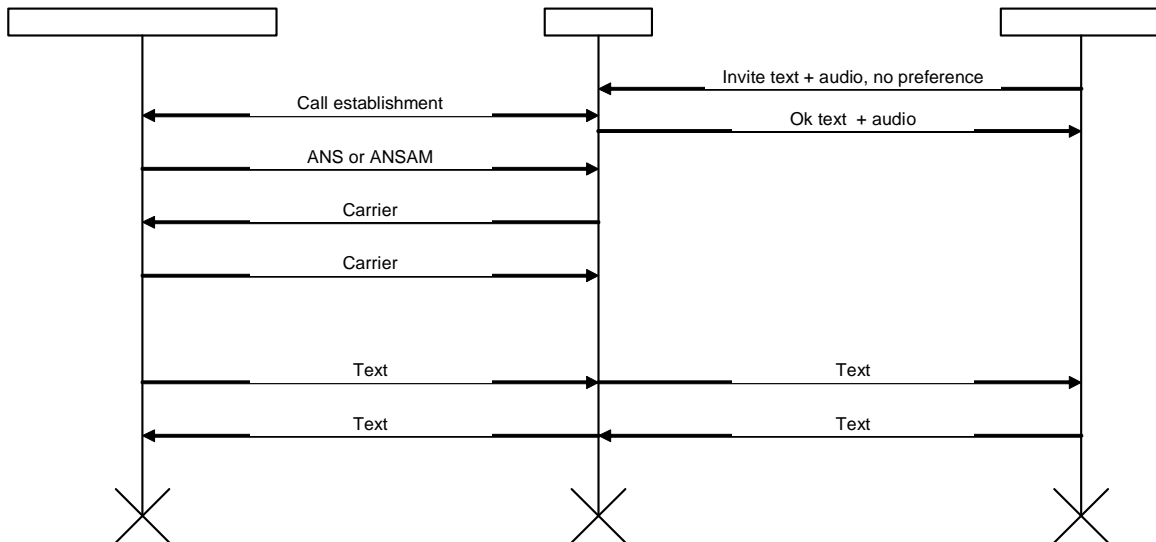 Invite text + audio, no preference
Call establishment
Ok text + audio
ANS or ANSAM
Carrier
Carrier
Text
Text
Text
Text